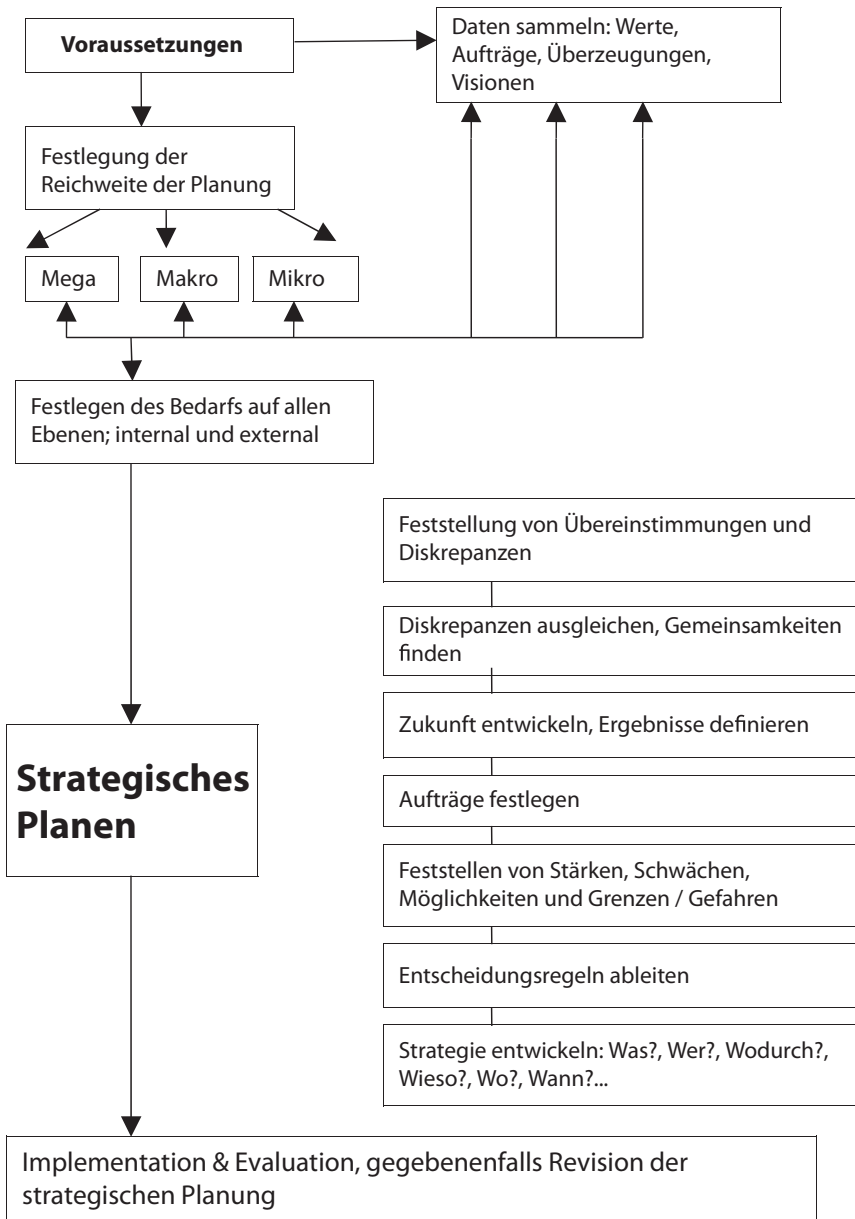 Voraussetzungen
Daten sammeln: Werte,
Aufträge, Überzeugungen,
Visionen
Festlegung der
Reichweite der Planung
Mega
Makro
Mikro
Festlegen des Bedarfs auf allen
Ebenen; internal und external
Feststellung von Übereinstimmungen und
Diskrepanzen
Diskrepanzen ausgleichen, Gemeinsamkeiten
finden
Zukunft entwickeln, Ergebnisse definieren
Strategisches
Planen
Aufträge festlegen
Feststellen von Stärken, Schwächen,
Möglichkeiten und Grenzen / Gefahren
Entscheidungsregeln ableiten
Strategie entwickeln: Was?, Wer?, Wodurch?,
Wieso?, Wo?, Wann?...
Implementation & Evaluation, gegebenenfalls Revision der
strategischen Planung